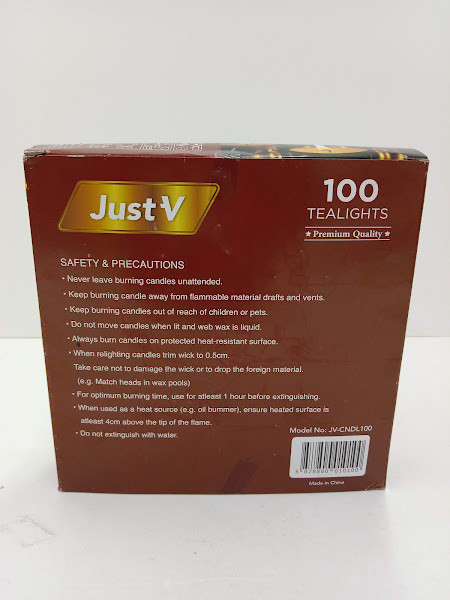 Just V
100
TEALIGHTS
★ Premium Quality ★
SAFETY & PRECAUTIONS
• Never leave burning candles unattended.
• Keep burning candle away from flammable material drafts and vents.
• Keep burning candles out of reach of children or pets.
• Do not move candles when lit and web wax is liquid.
• Always burn candles on protected heat-resistant surface.
• When relighting candles trim wick to 0.5cm.
Take care not to damage the wick or to drop the foreign material.
(e.g. Match heads in wax pools)
• For optimum burning time, use for atleast 1 hour before extinguishing.
• When used as a heat source (e.g. oil bummer), ensure heated surface is
atleast 4cm above the tip of the flame.
• Do not extinguish with water.
Model No: JV-CNDL100
Made in China